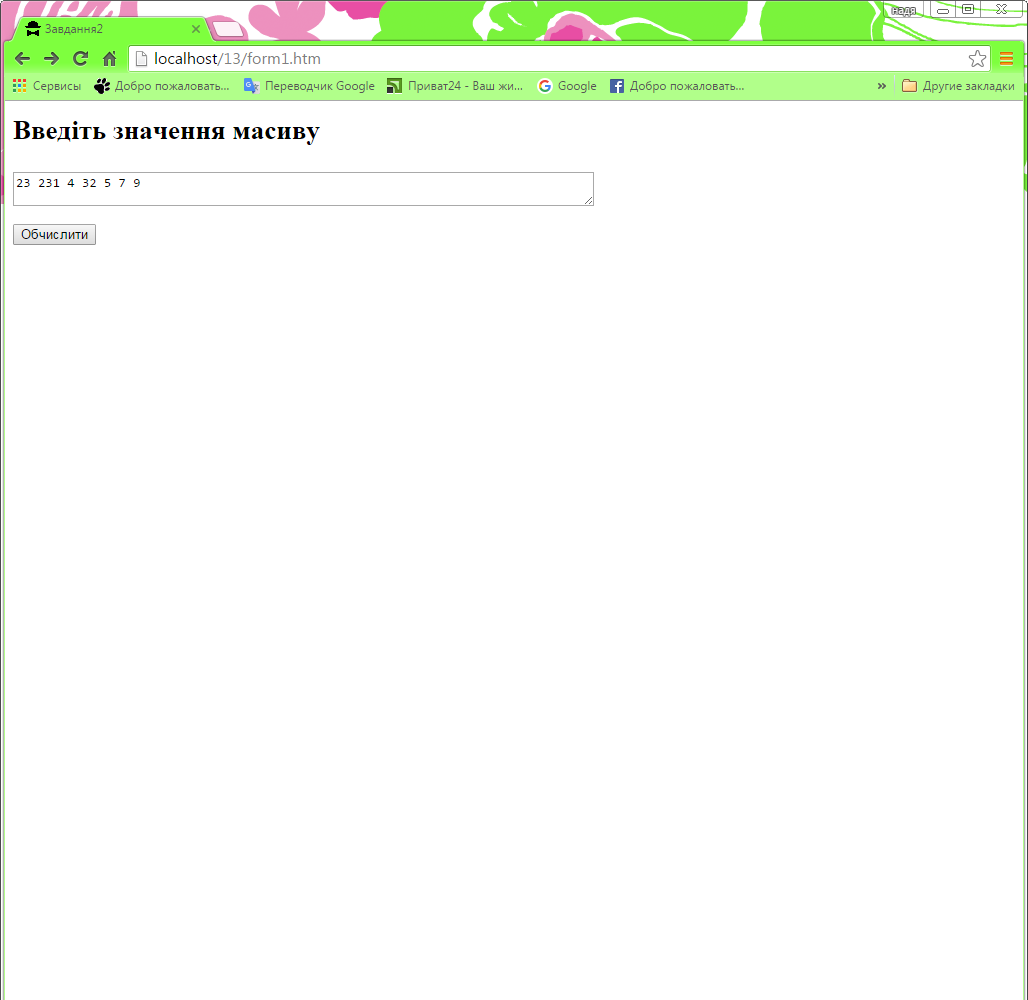 надя
Завдання2
localhost/13/form1.htm
Сервисы Добро пожаловать... Переводчик Google Приват24 - Ваш жи... Google Добро пожаловать... » Другие закладки
Введіть значення масиву
23 231 4 32 5 7 9
Обчислити